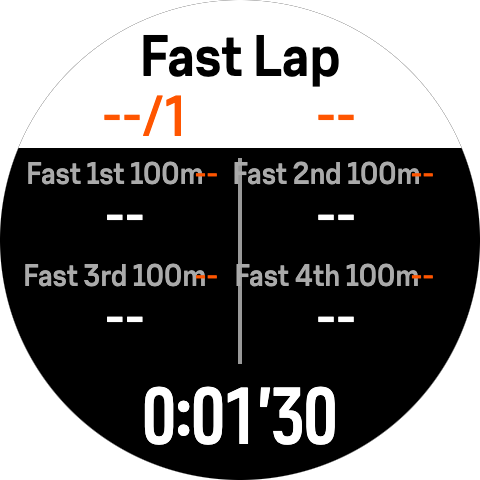 Fast Lap
--/1 --
Fast 1st 100m-- Fast 2nd 100m--
-- --
Fast 3rd 100m-- Fast 4th 100m--
-- --
0:01'30